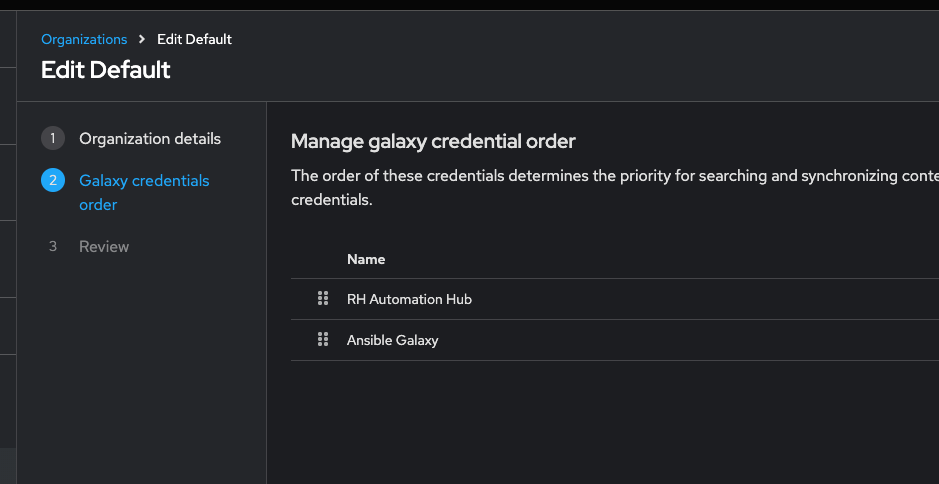 Organizations > Edit Default
Edit Default
1 Organization details
2 Galaxy credentials
order
3 Review
Manage galaxy credential order
The order of these credentials determines the priority for searching and synchronizing conte
credentials.
Name
RH Automation Hub
Ansible Galaxy